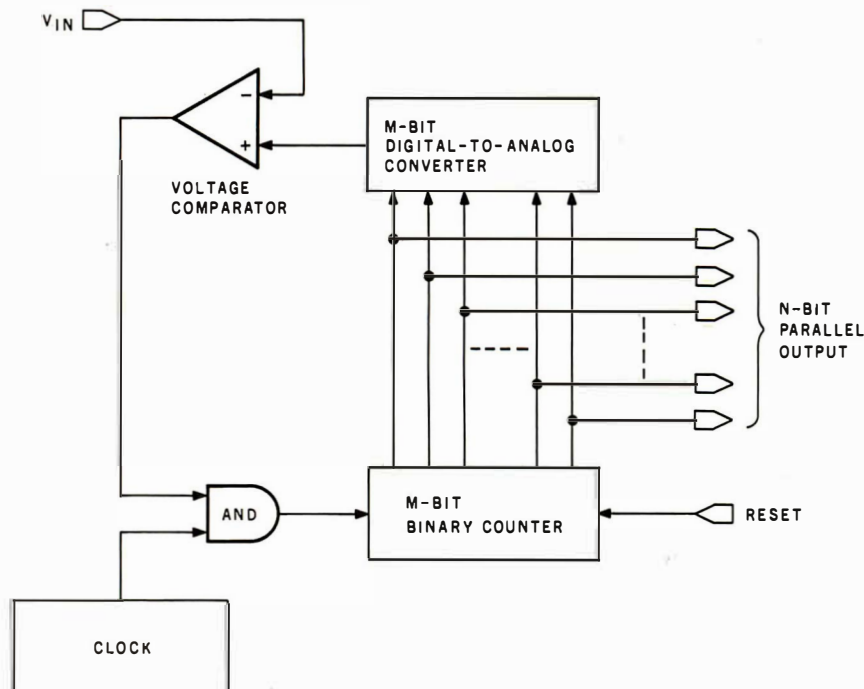 VIN
−
+
M-BIT
DIGITAL-TO-ANALOG
CONVERTER
VOLTAGE
COMPARATOR
N-BIT
PARALLEL
OUTPUT
AND
M-BIT
BINARY COUNTER
RESET
CLOCK